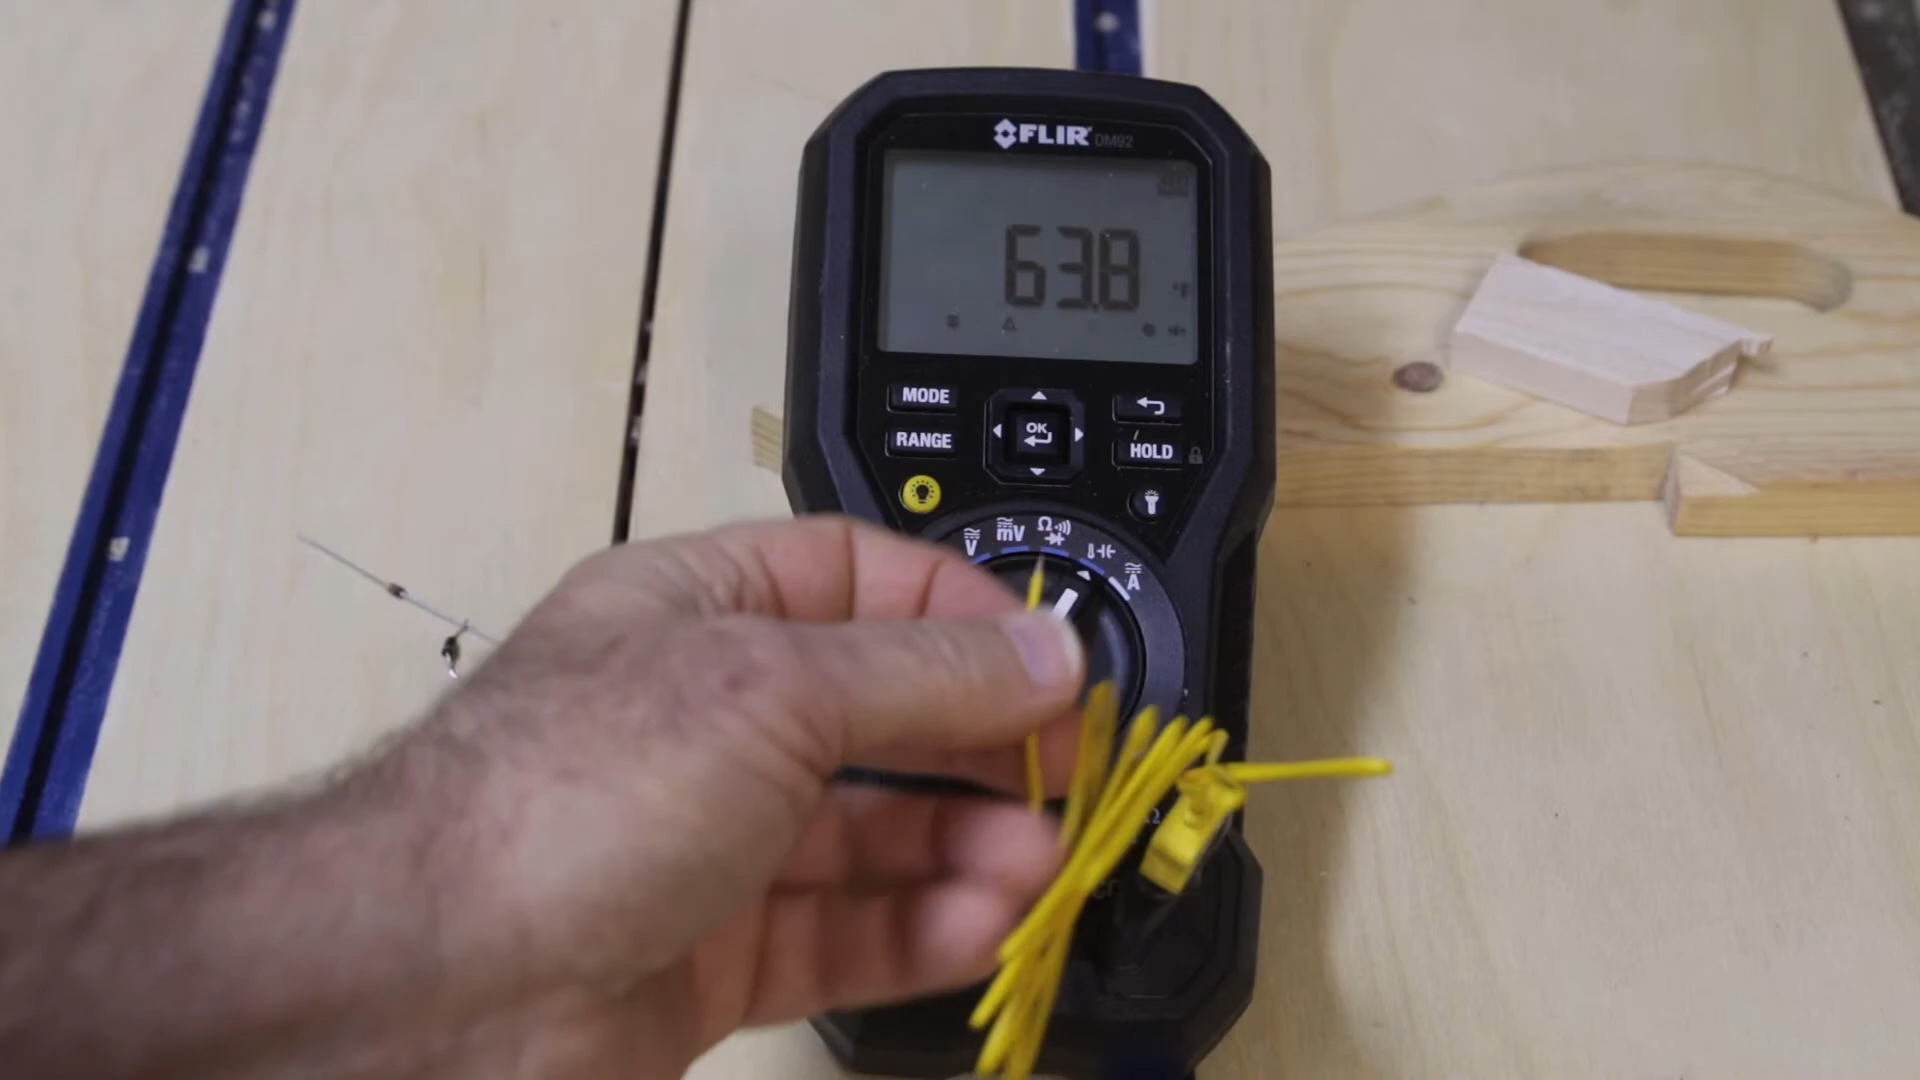 FLIR DM92
63.8
°F
MODE
OK
RANGE
HOLD
V
mV
Ω
A
Ω